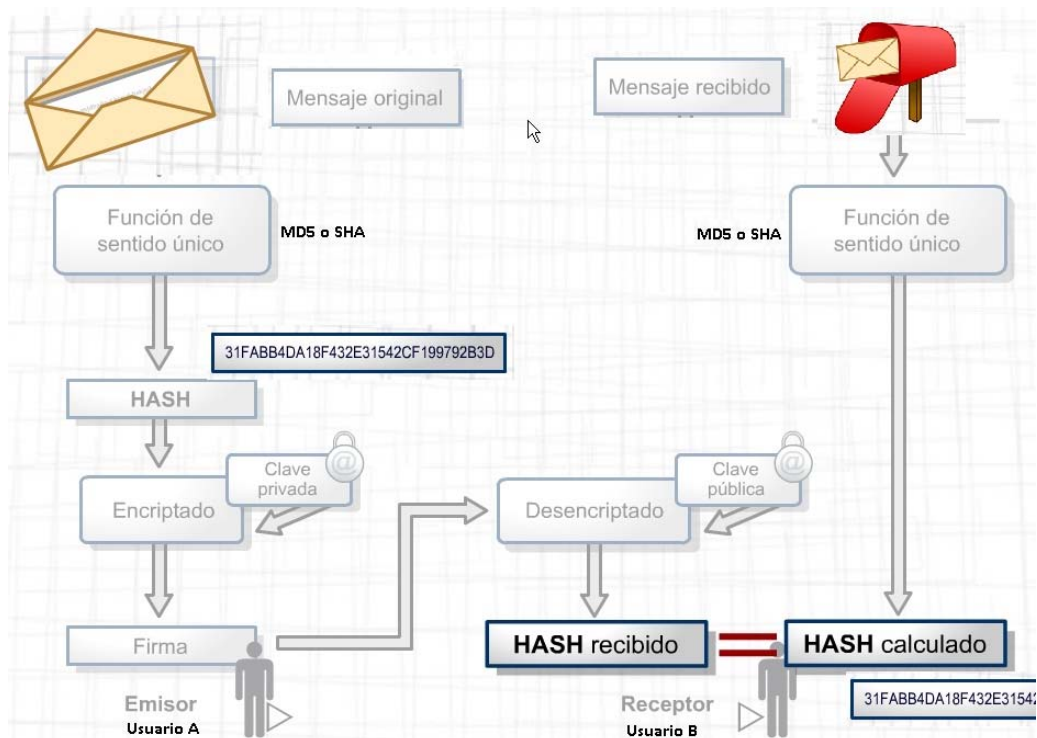 Mensaje original
Mensaje recibido
Función de
sentido único
MD5 o SHA
MD5 o SHA
Función de
sentido único
31FABB4DA18F432E31542CF199792B3D
HASH
Clave
privada
@
Encriptado
Clave
pública
@
Desencriptado
Firma
HASH recibido
HASH calculado
Emisor
Usuario A
Receptor
Usuario B
31FABB4DA18F432E31542